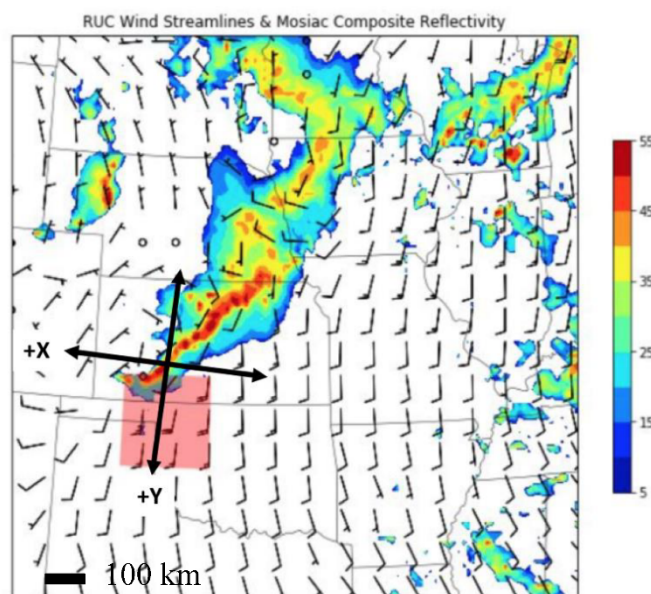 RUC Wind Streamlines & Mosiac Composite Reflectivity
55
45
35
25
15
5
+X
+Y
100 km